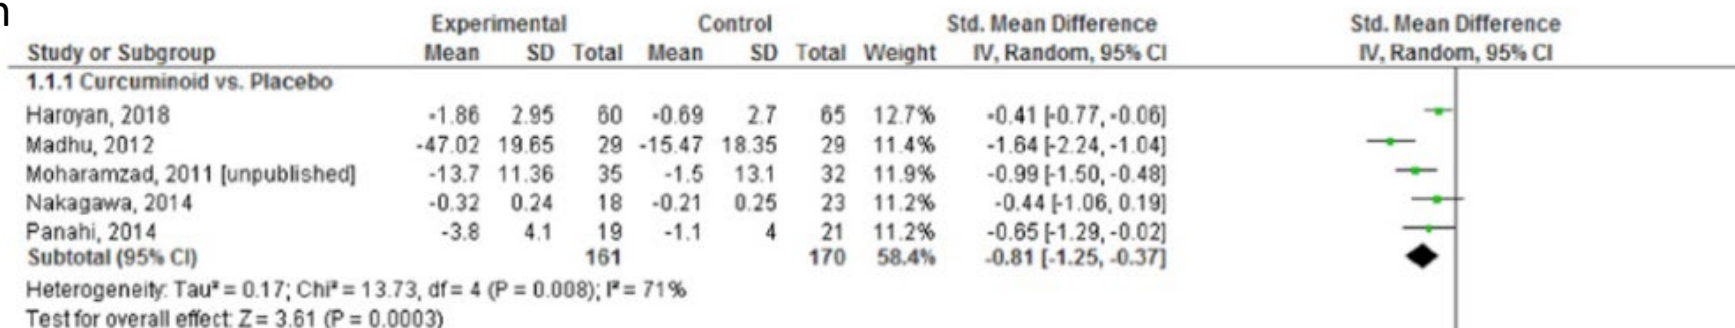 n
Experimental Control Std. Mean Difference Std. Mean Difference
Study or Subgroup Mean SD Total Mean SD Total Weight IV, Random, 95% CI IV, Random, 95% CI
1.1.1 Curcuminoid vs. Placebo
Haroyan, 2018 -1.86 2.95 60 -0.69 2.7 65 12.7% -0.41 [-0.77, -0.06]
Madhu, 2012 -47.02 19.65 29 -15.47 18.35 29 11.4% -1.64 [-2.24, -1.04]
Moharamzad, 2011 [unpublished] -13.7 11.36 35 -1.5 13.1 32 11.9% -0.99 [-1.50, -0.48]
Nakagawa, 2014 -0.32 0.24 18 -0.21 0.25 23 11.2% -0.44 [-1.06, 0.19]
Panahi, 2014 -3.8 4.1 19 -1.1 4 21 11.2% -0.65 [-1.29, -0.02]
Subtotal (95% CI) 161 170 58.4% -0.81 [-1.25, -0.37]
Heterogeneity: Tau² = 0.17; Chi² = 13.73, df = 4 (P = 0.008); I² = 71%
Test for overall effect: Z = 3.61 (P = 0.0003)